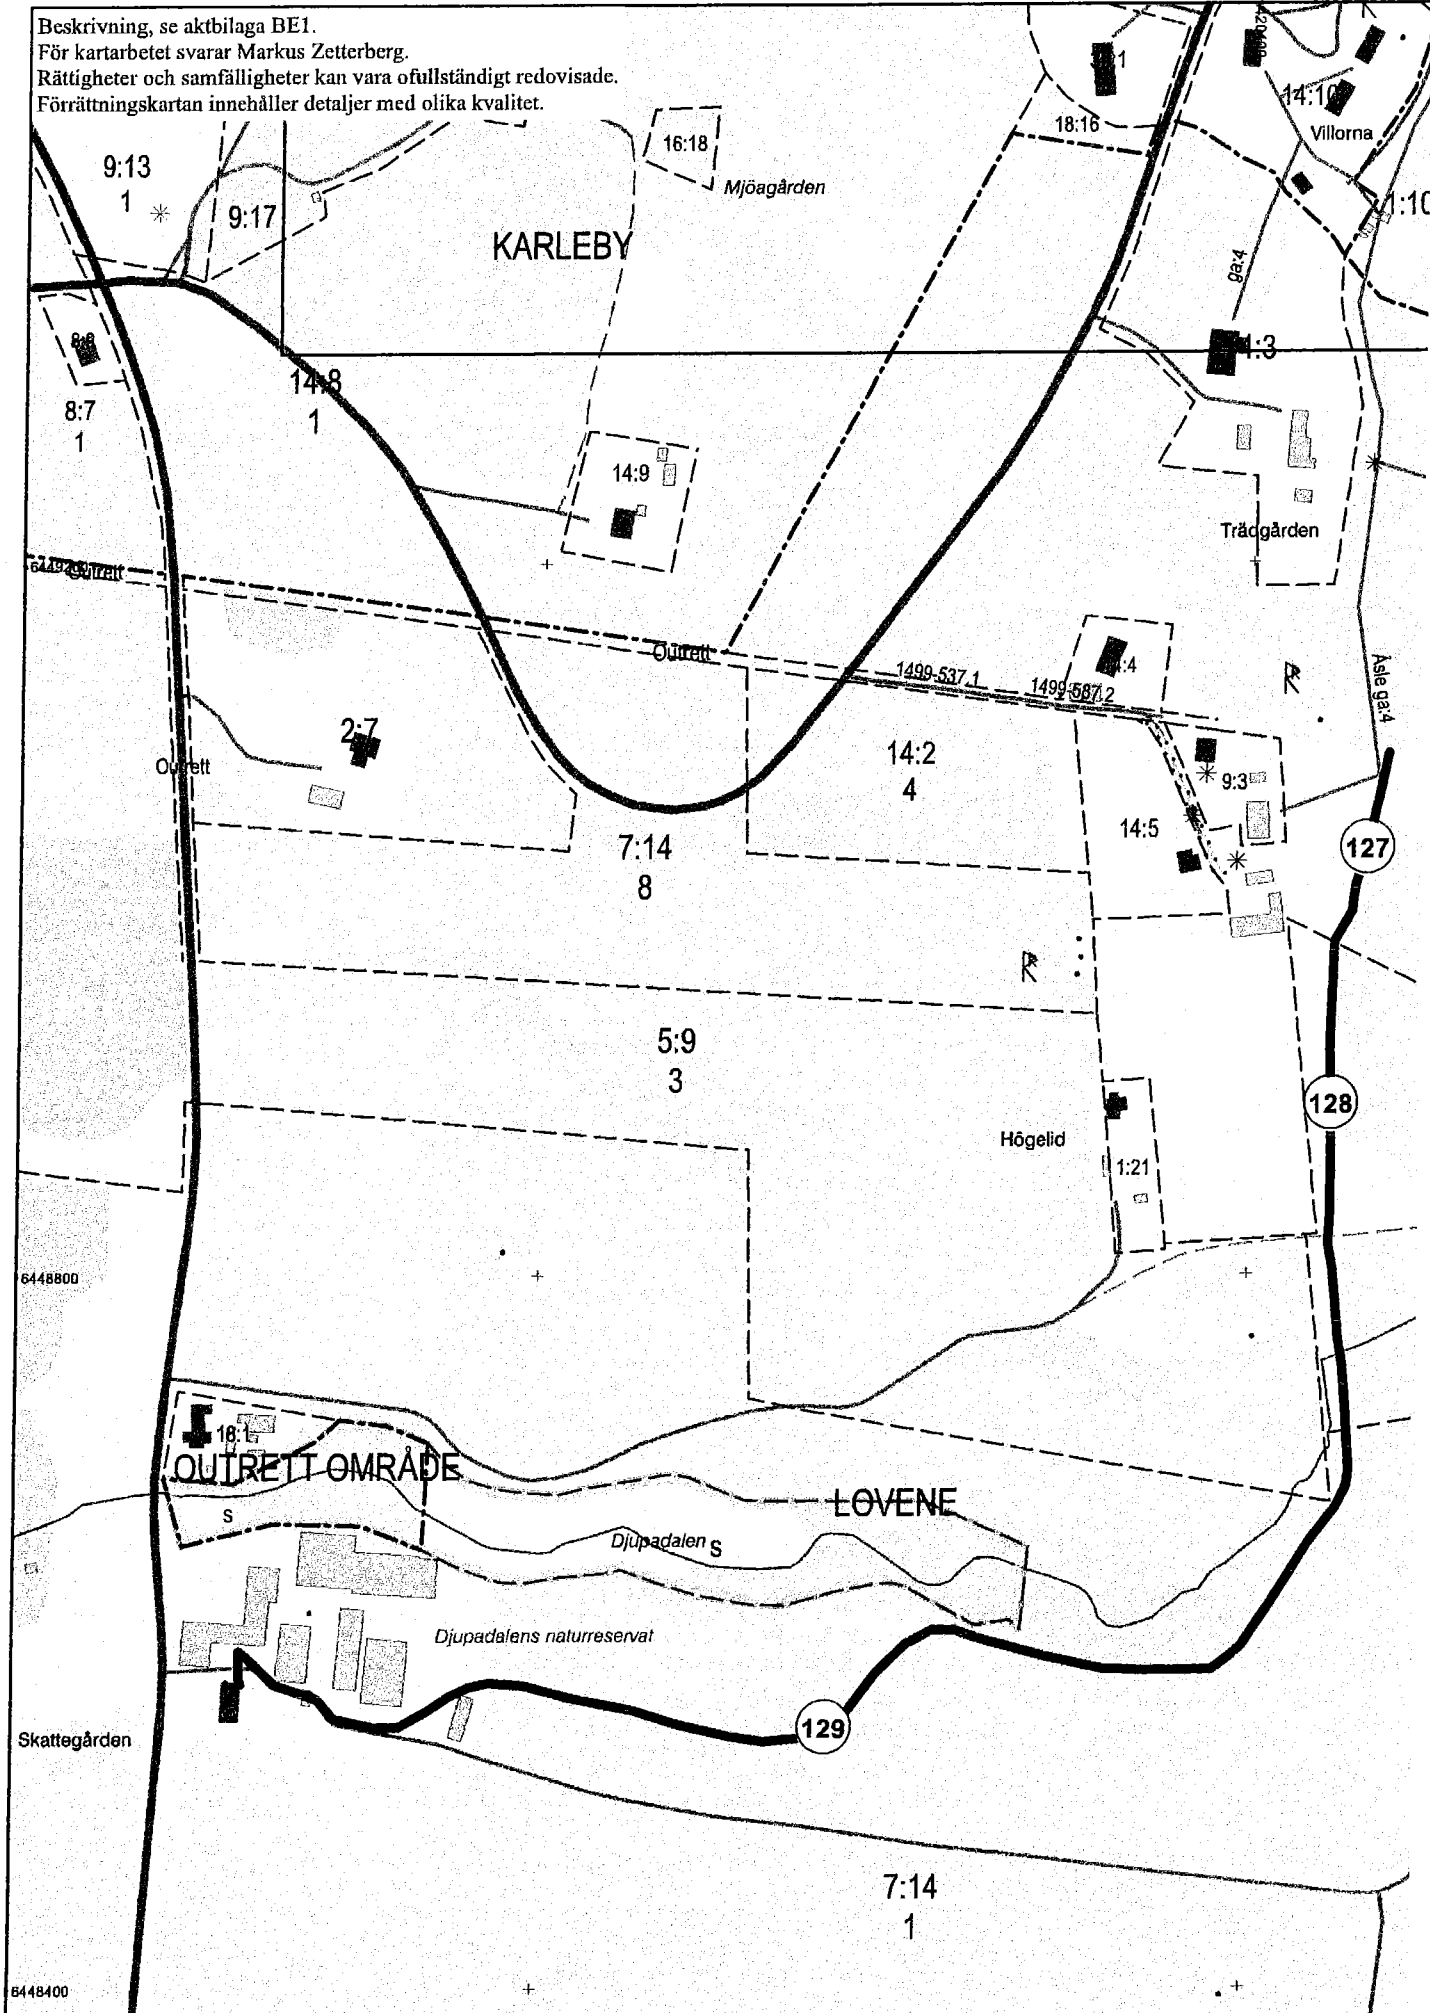 Beskrivning, se aktbilaga BE1.
För kartarbetet svarar Markus Zetterberg.
Rättigheter och samfälligheter kan vara ofullständigt redovisade.
Förrättningskartan innehåller detaljer med olika kvalitet.
14:10
18:16
Villorna
16:18
9:13
1
Mjöagården
9:17
1:10
KARLEBY
ga:4
8:8
1:3
14:8
1
8:7
1
14:9
Trädgården
Outrett
Outrett
1499-537.1
1499-587.2
Åsle ga:4
2:7
14:2
4
Outrett
9:3
14:5
7:14
8
127
5:9
3
128
Högelid
1:21
6448800
16:1
OUTRETT OMRÅDE
LOVENE
s
Djupadalen s
Djupadalens naturreservat
129
Skattegården
7:14
1
6448400